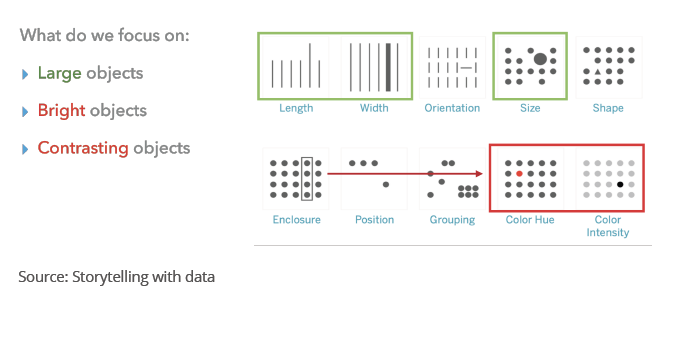 What do we focus on:
Large objects
Bright objects
Contrasting objects
Length Width Orientation Size Shape
Enclosure Position Grouping Color Hue Color
Intensity
Source: Storytelling with data